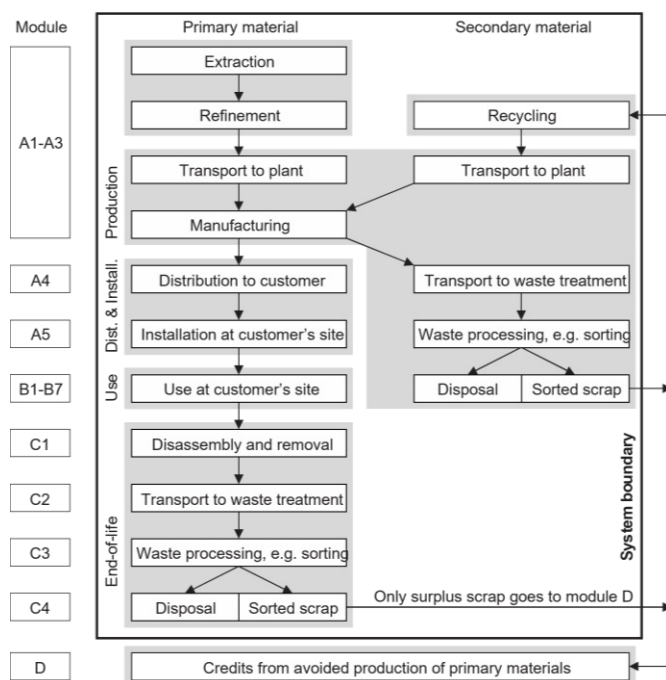 Module
Primary material
Secondary material
A1-A3
Production
Extraction
Refinement
Recycling
Transport to plant
Transport to plant
Manufacturing
A4
Dist. & Install.
Distribution to customer
Transport to waste treatment
A5
Installation at customer's site
Waste processing, e.g. sorting
B1-B7
Use
Use at customer's site
Disposal
Sorted scrap
C1
End-of-life
Disassembly and removal
System boundary
C2
Transport to waste treatment
C3
Waste processing, e.g. sorting
C4
Disposal
Sorted scrap
Only surplus scrap goes to module D
D
Credits from avoided production of primary materials